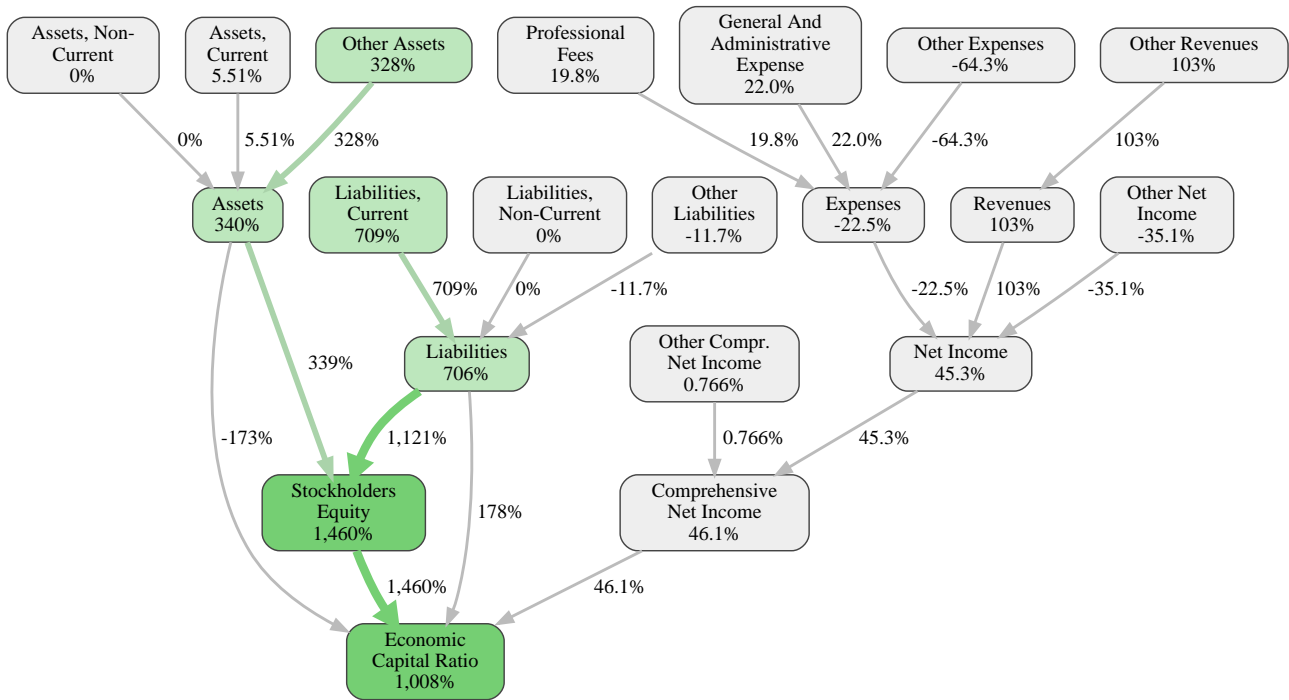 Assets, Non-
Current
0%
Assets,
Current
5.51%
Other Assets
328%
Professional
Fees
19.8%
General And
Administrative
Expense
22.0%
Other Expenses
-64.3%
Other Revenues
103%
0%
5.51%
328%
19.8%
22.0%
-64.3%
103%
Assets
340%
Liabilities,
Current
709%
Liabilities,
Non-Current
0%
Other
Liabilities
-11.7%
Expenses
-22.5%
Revenues
103%
Other Net
Income
-35.1%
709%
0%
-11.7%
-22.5%
103%
-35.1%
339%
Liabilities
706%
Other Compr.
Net Income
0.766%
Net Income
45.3%
-173%
1,121%
0.766%
45.3%
Stockholders
Equity
1,460%
178%
Comprehensive
Net Income
46.1%
1,460%
46.1%
Economic
Capital Ratio
1,008%